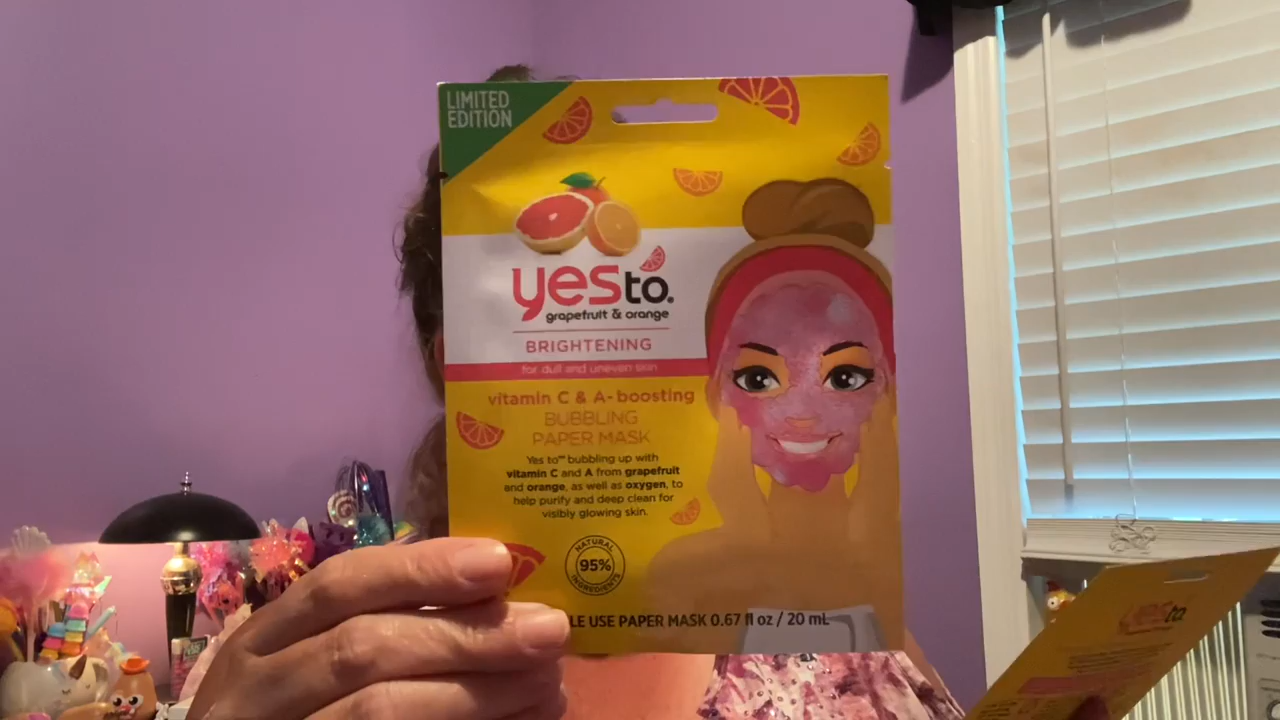 LIMITED
EDITION
yes to.
grapefruit & orange
BRIGHTENING
for dull and uneven skin
vitamin C & A-boosting
BUBBLING
PAPER MASK
Yes to™ bubbling up with
vitamin C and A from grapefruit
and orange, as well as oxygen, to
help purify and deep clean for
visibly glowing skin.
NATURAL
95%
INGREDIENTS
LE USE PAPER MASK 0.67 fl oz / 20 mL
yes to.